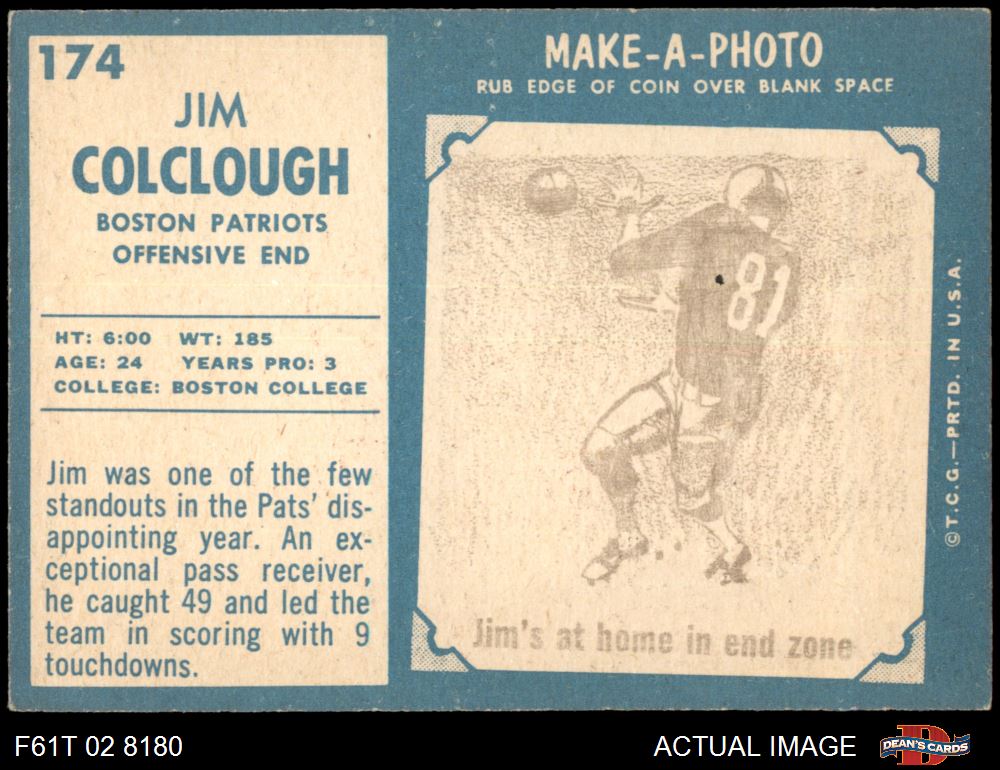 174
JIM
COLCLOUGH
BOSTON PATRIOTS
OFFENSIVE END
HT: 6:00 WT: 185
AGE: 24 YEARS PRO: 3
COLLEGE: BOSTON COLLEGE
Jim was one of the few
standouts in the Pats' dis-
appointing year. An ex-
ceptional pass receiver,
he caught 49 and led the
team in scoring with 9
touchdowns.
MAKE-A-PHOTO
RUB EDGE OF COIN OVER BLANK SPACE
81
Jim's at home in end zone
©T.C.G.—PRTD. IN U.S.A.
F61T 02 8180
ACTUAL IMAGE
D
DEAN'S CARDS